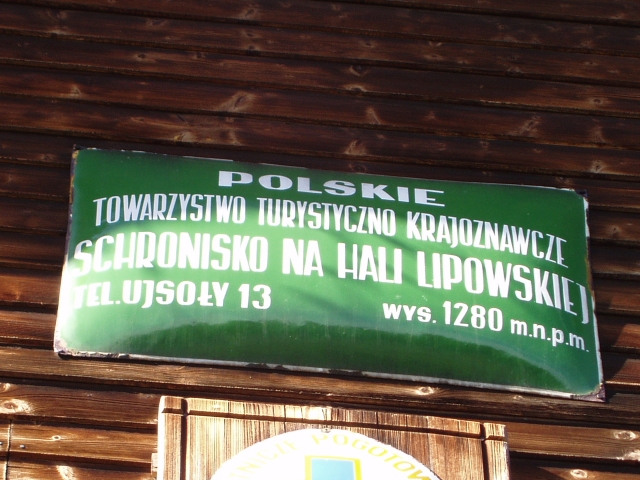 POLSKIE
TOWARZYSTWO TURYSTYCZNO KRAJOZNAWCZE
SCHRONISKO NA HALI LIPOWSKIEJ
TEL. UJSOŁY 13 WYS. 1280 m.n.p.m.